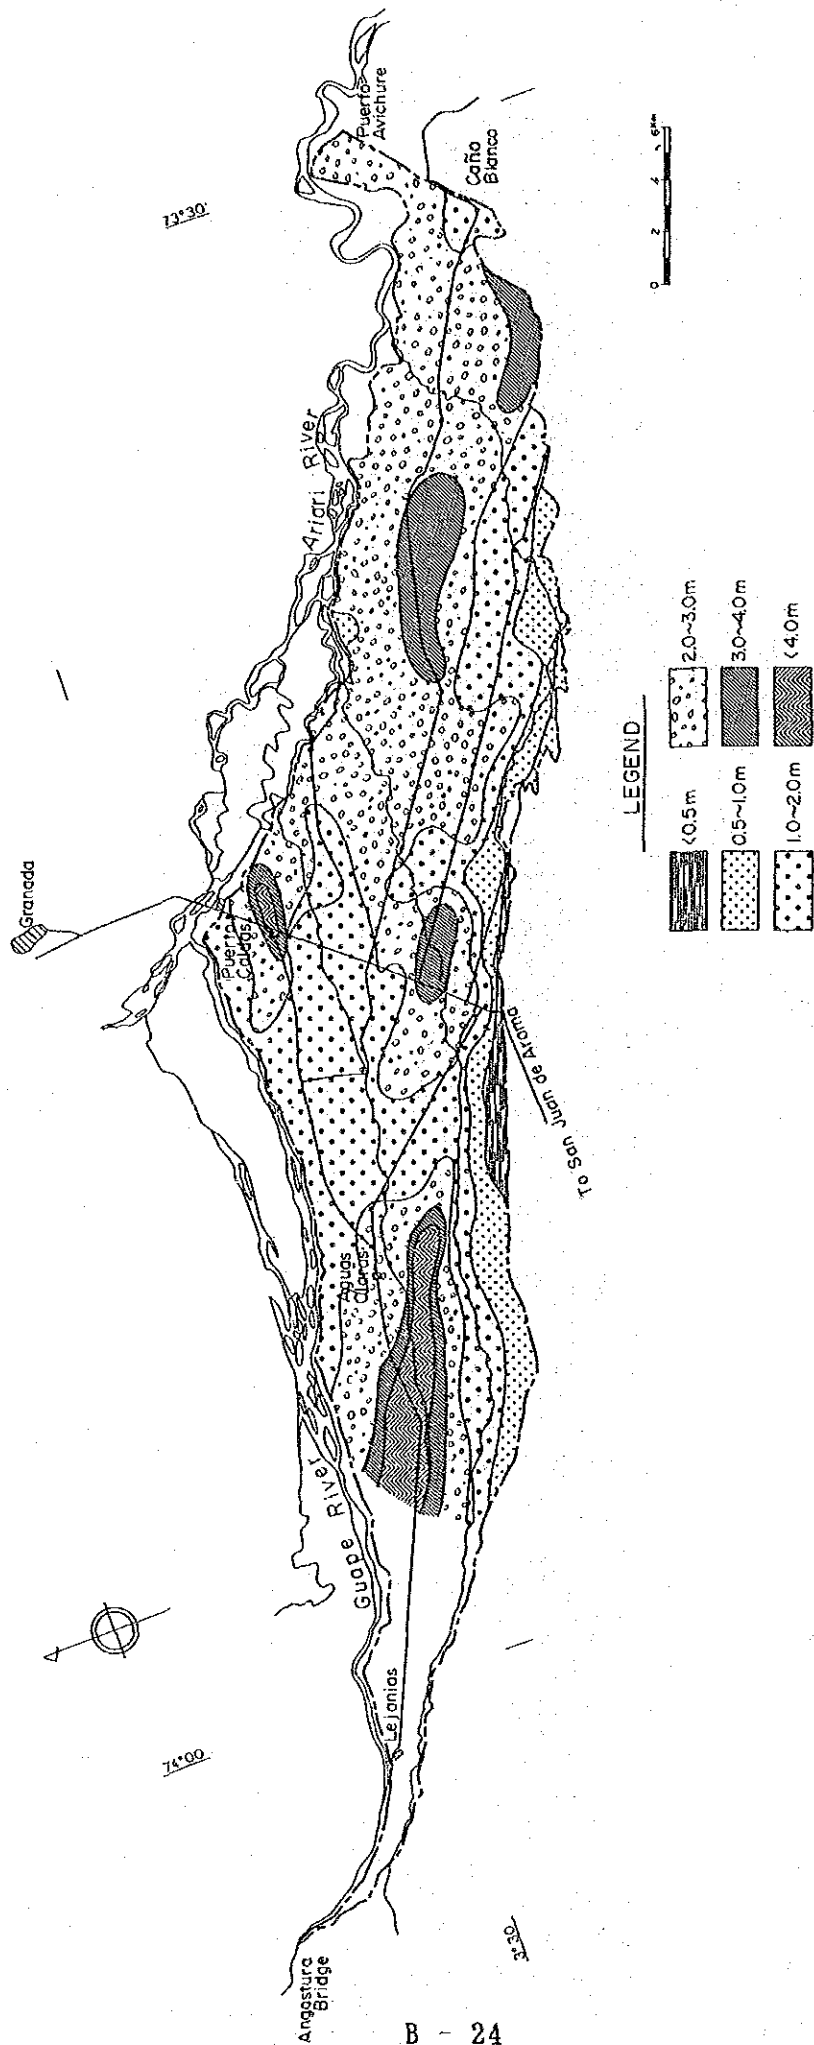 Puerto
Avichure
Caño
Blanco
73°30'
0 2 4 6km
Ariari River
Granada
Puerto
Caldas
LEGEND
<0.5m
0.5~1.0m
1.0~2.0m
2.0~3.0m
3.0~4.0m
<4.0m
To San Juan de Arama
Aguas
Claras
Guape River
Lejanias
74°00
3°30'
Angostura
Bridge
B - 24